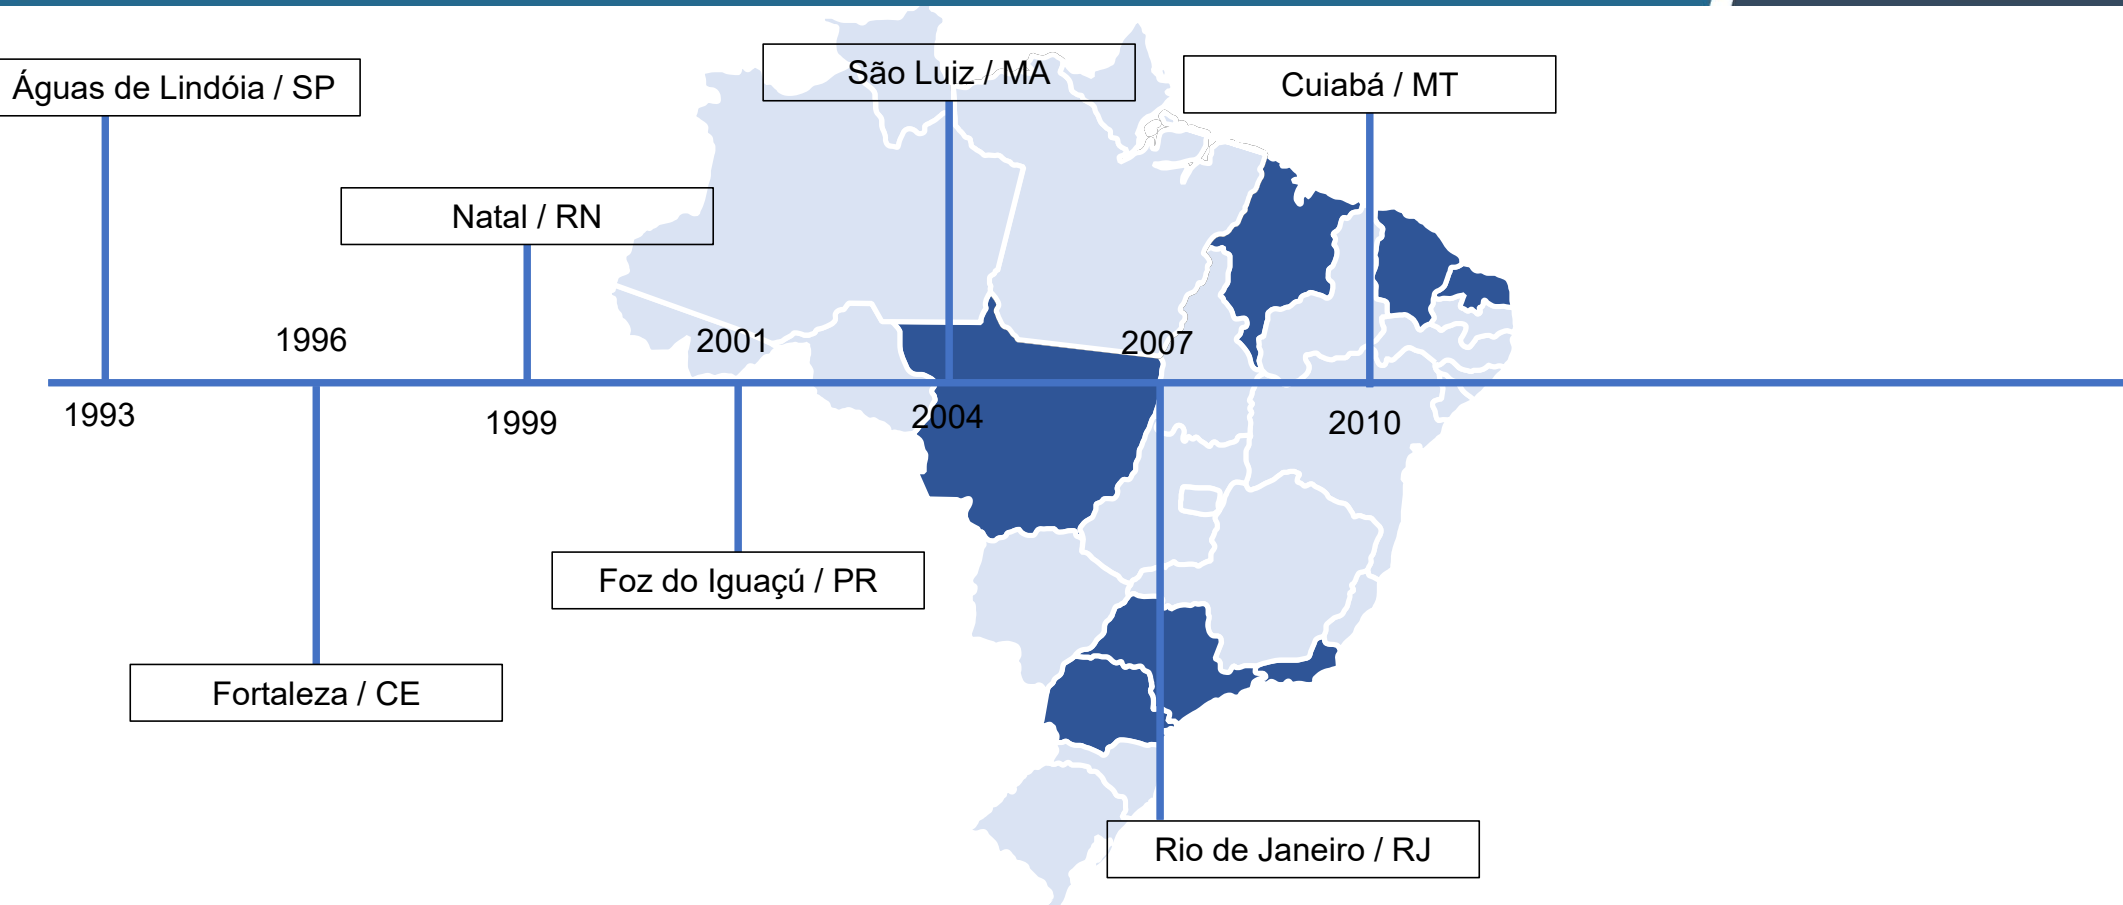 Águas de Lindóia / SP
São Luiz / MA
Cuiabá / MT
Natal / RN
1996
2001
2007
1993
1999
2004
2010
Foz do Iguaçú / PR
Fortaleza / CE
Rio de Janeiro / RJ